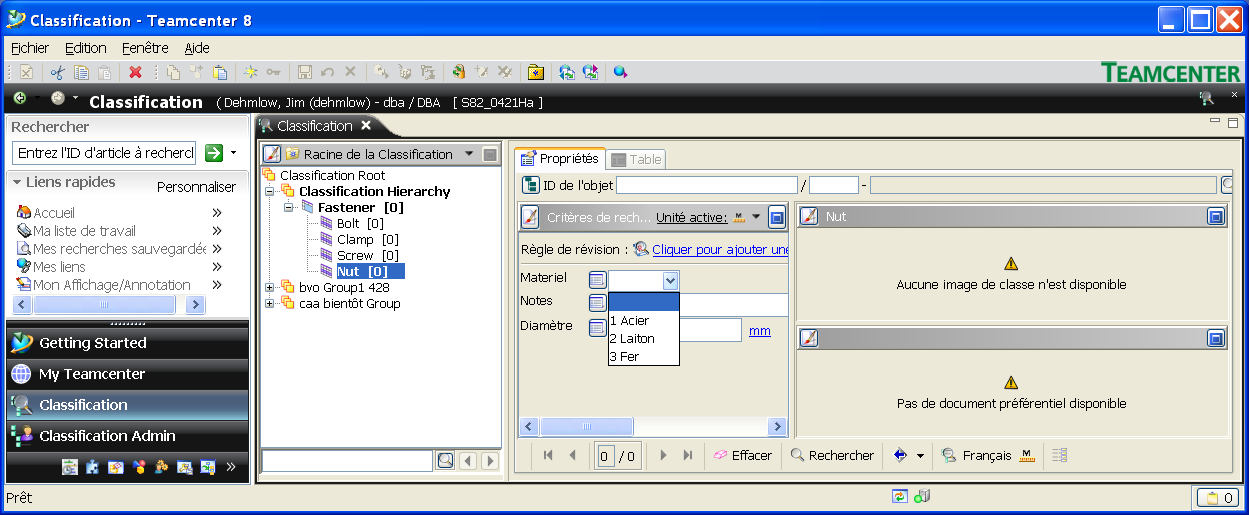 Classification - Teamcenter 8
Fichier Edition Fenêtre Aide
TEAMCENTER
Classification ( Dehmlow, Jim (dehmlow) - dba / DBA [ S82_0421Ha ]
Rechercher
Entrez l'ID d'article à recherch
Liens rapides
Personnaliser
Accueil
Ma liste de travail
Mes recherches sauvegardée
Mes liens
Mon Affichage/Annotation
Getting Started
My Teamcenter
Classification
Classification Admin
Classification
Racine de la Classification
Classification Root
Classification Hierarchy
Fastener [0]
Bolt [0]
Clamp [0]
Screw [0]
Nut [0]
bvo Group1 428
caa bientôt Group
Propriétés
Table
ID de l'objet / -
Critères de rech... Unité active:
Règle de révision : Cliquer pour ajouter une
Materiel
Notes
Diamètre
mm
1 Acier
2 Laiton
3 Fer
Nut
Aucune image de classe n'est disponible
Pas de document préférentiel disponible
0 / 0
Effacer
Rechercher
Français
Prêt
0